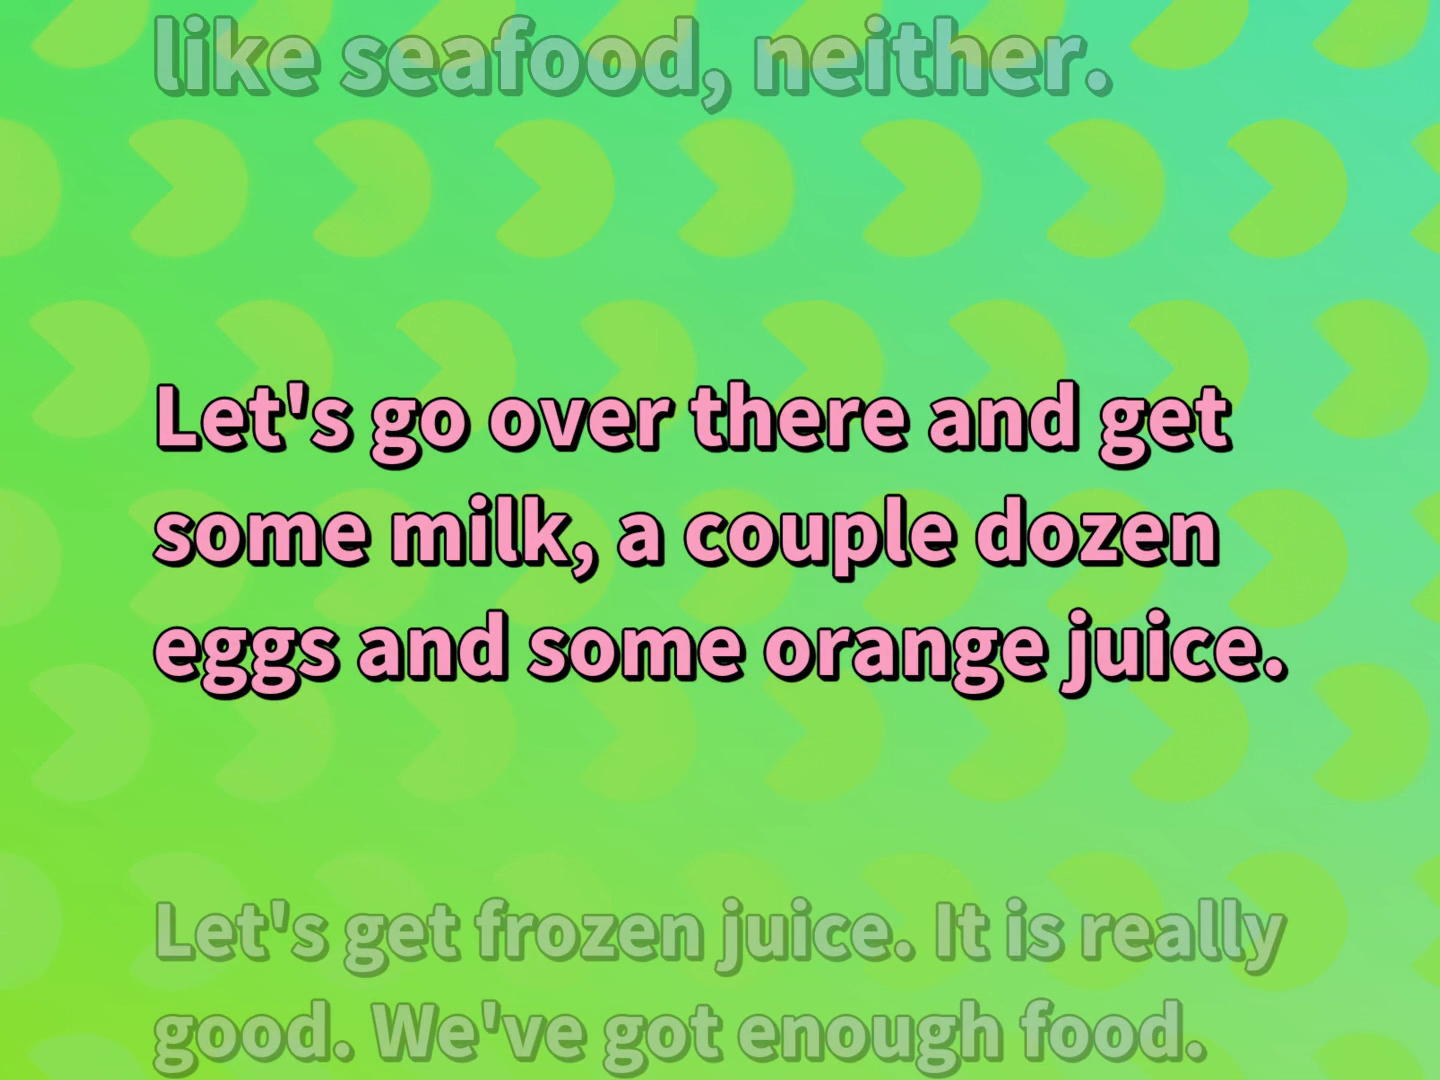 like seafood, neither.
Let's go over there and get
some milk, a couple dozen
eggs and some orange juice.
Let's get frozen juice. It is really
good. We've got enough food.